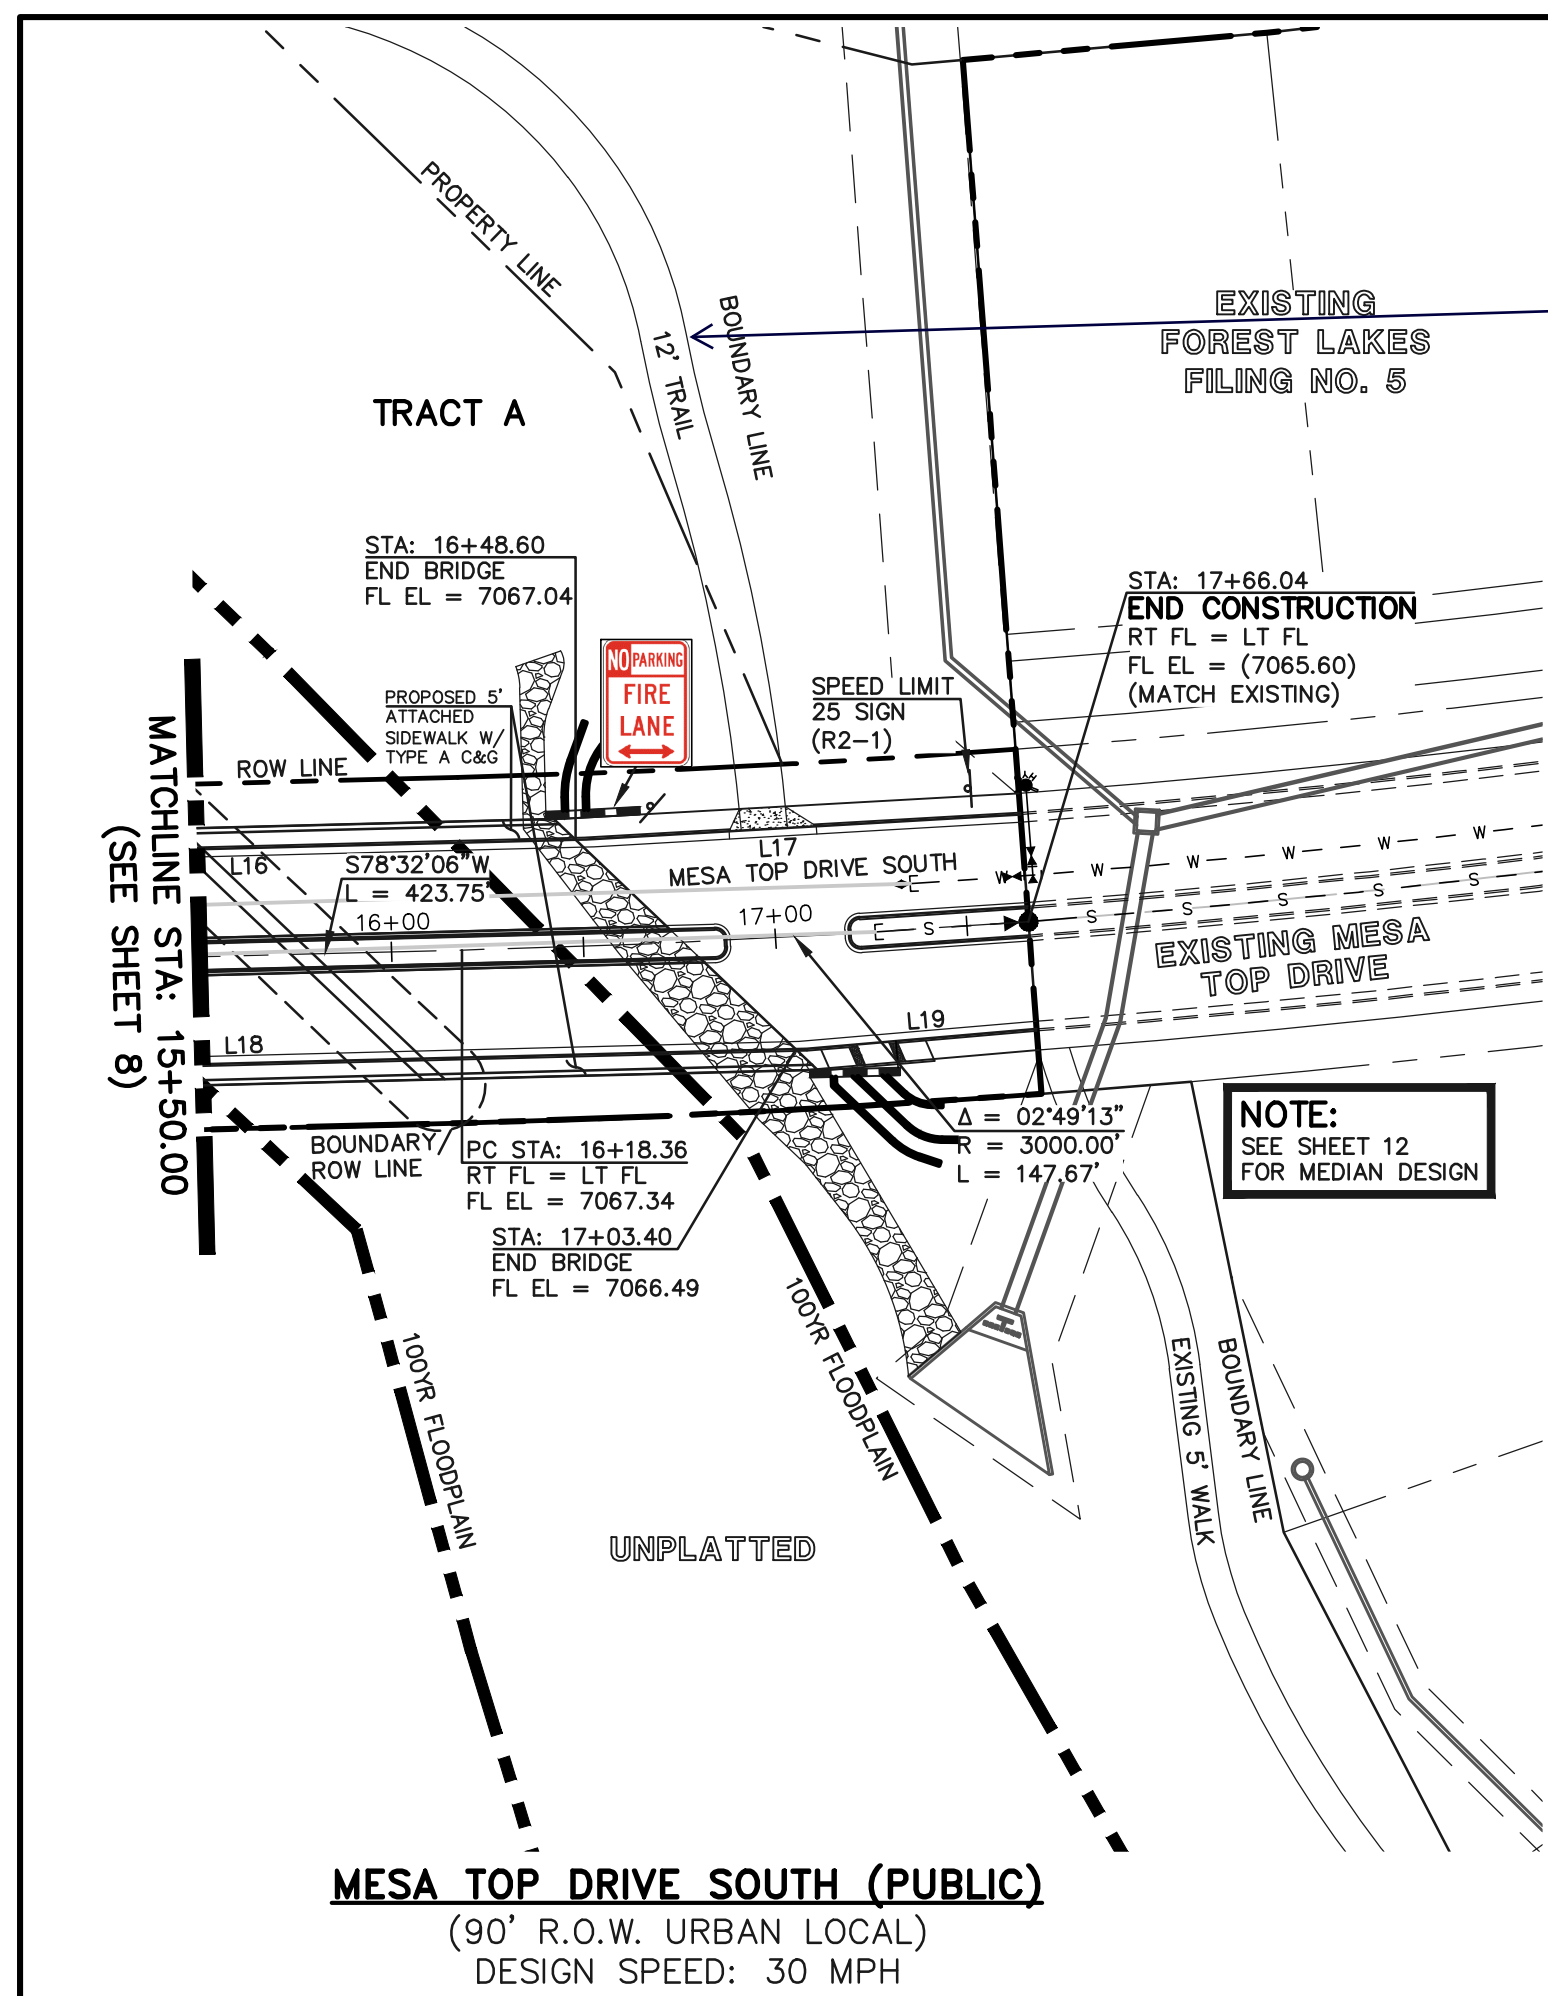 PROPERTY LINE
BOUNDARY LINE
12' TRAIL
EXISTING
FOREST LAKES
FILING NO. 5
TRACT A
STA: 16+48.60
END BRIDGE
FL EL = 7067.04
STA: 17+66.04
END CONSTRUCTION
RT FL = LT FL
FL EL = (7065.60)
(MATCH EXISTING)
NO PARKING
FIRE
LANE
SPEED LIMIT
25 SIGN
(R2-1)
PROPOSED 5'
ATTACHED
SIDEWALK W/
TYPE A C&G
ROW LINE
MATCHLINE STA: 15+50.00
(SEE SHEET 8)
L16
S78°32'06"W
L = 423.75'
16+00
L17
MESA TOP DRIVE SOUTH
17+00
E
W
W
W
W
W
W
E
S
S
S
S
S
EXISTING MESA
TOP DRIVE
L18
L19
BOUNDARY/
ROW LINE
PC STA: 16+18.36
RT FL = LT FL
FL EL = 7067.34
STA: 17+03.40
END BRIDGE
FL EL = 7066.49
Δ = 02°49'13"
R = 3000.00'
L = 147.67'
NOTE:
SEE SHEET 12
FOR MEDIAN DESIGN
100YR FLOODPLAIN
100YR FLOODPLAIN
EXISTING 5' WALK
BOUNDARY LINE
UNPLATTED
MESA TOP DRIVE SOUTH (PUBLIC)
(90' R.O.W. URBAN LOCAL)
DESIGN SPEED: 30 MPH